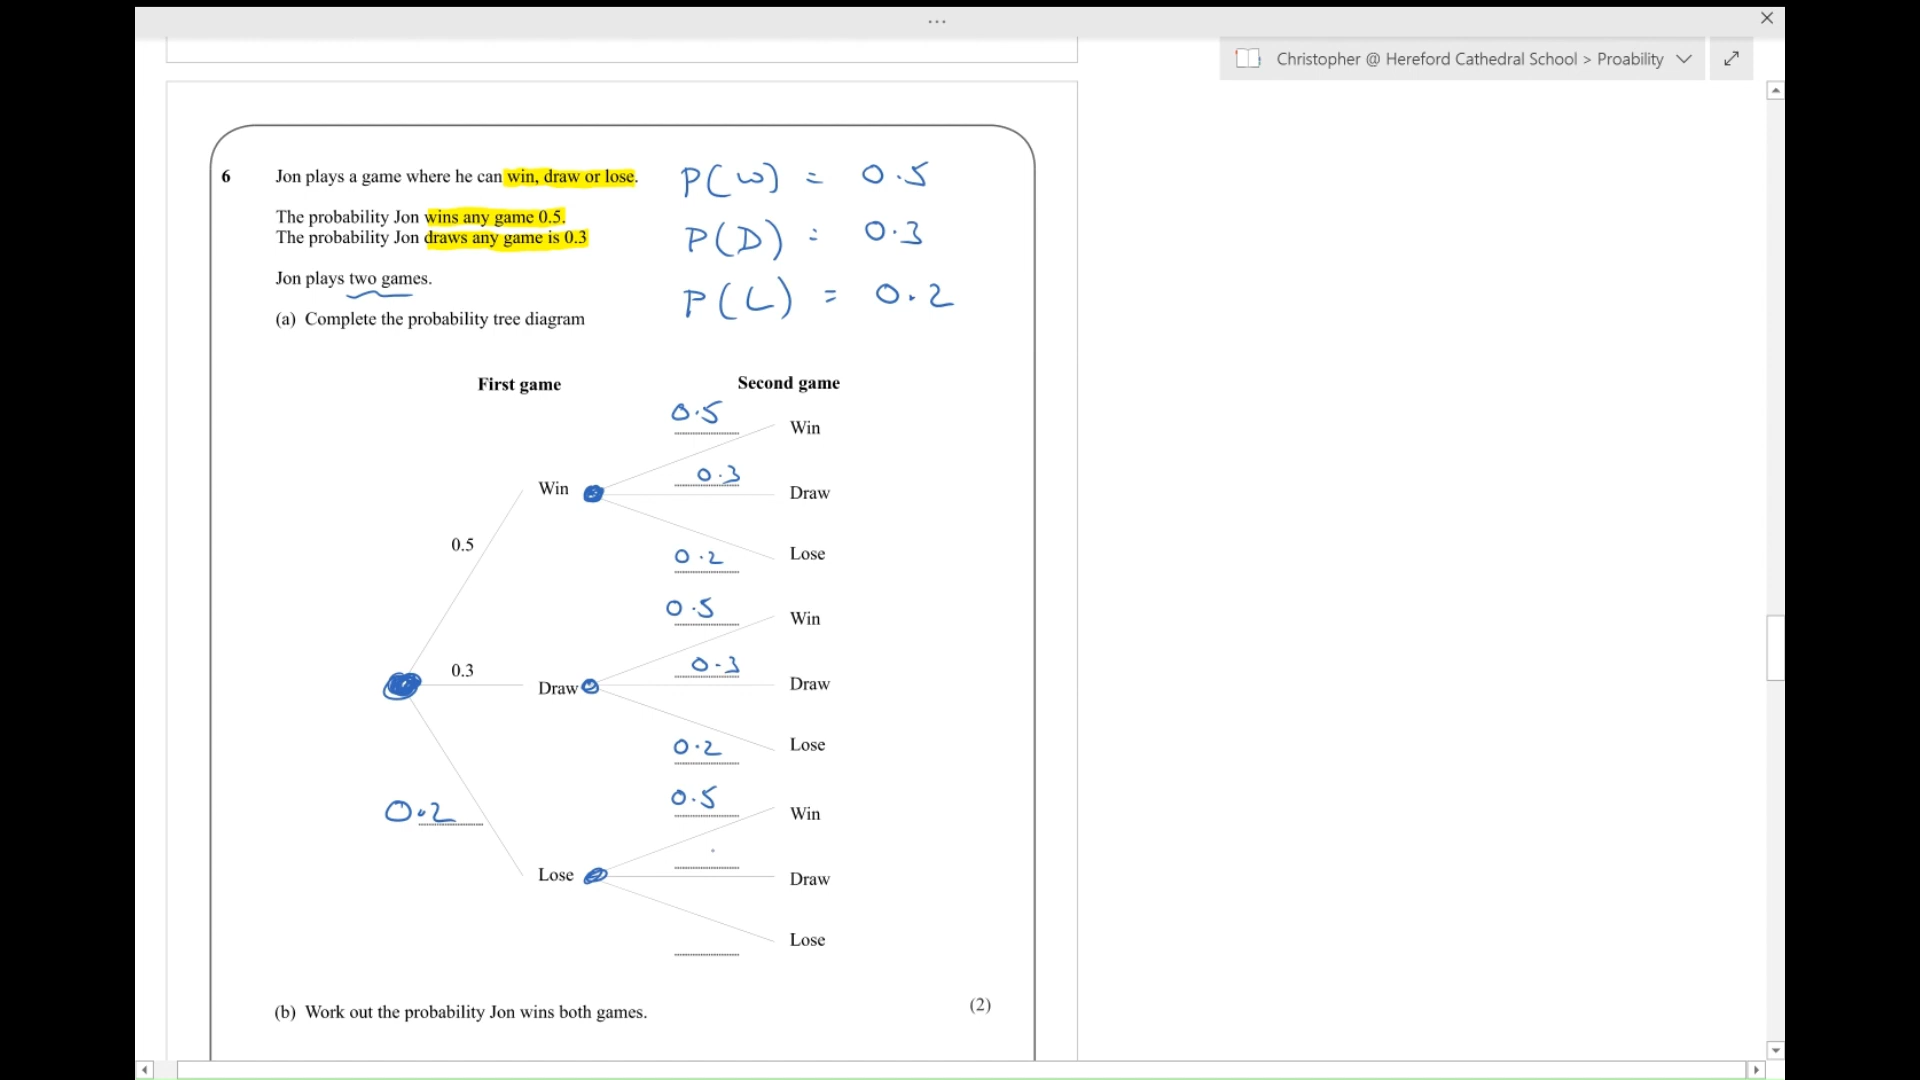 ...
Christopher @ Hereford Cathedral School > Proability
6 Jon plays a game where he can win, draw or lose. P(W) = 0.5
The probability Jon wins any game 0.5.
The probability Jon draws any game is 0.3 P(D) = 0.3
Jon plays two games. P(L) = 0.2
(a) Complete the probability tree diagram
First game Second game
0.5 Win
0.3
Win Draw
0.5 0.2 Lose
0.5 Win
0.3 0.3
Draw Draw
0.2 Lose
0.2 0.5 Win
Lose Draw
Lose
(2)
(b) Work out the probability Jon wins both games.